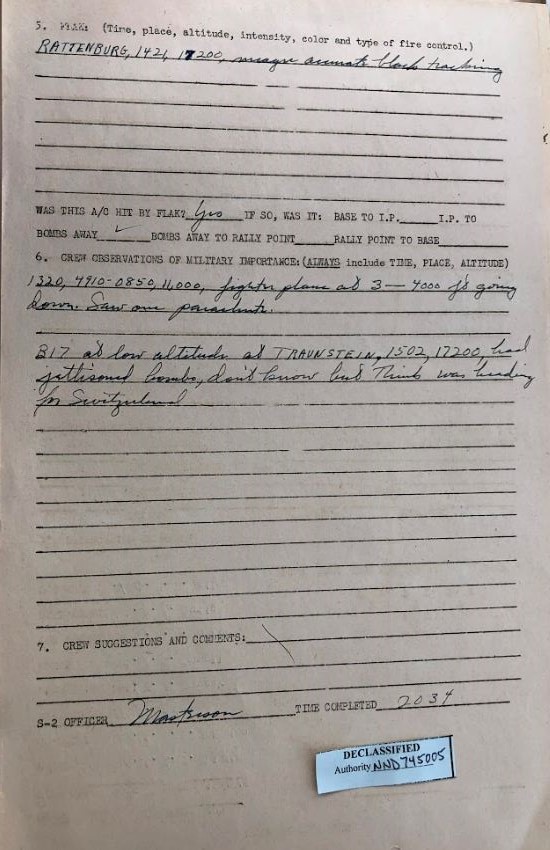 5. FLAK: (Time, place, altitude, intensity, color and type of fire control.)
RATTENBURG, 1421, 17200, meagre accurate black tracking
WAS THIS A/C HIT BY FLAK? Yes IF SO, WAS IT: BASE TO I.P. I.P. TO
BOMBS AWAY ✓ BOMBS AWAY TO RALLY POINT RALLY POINT TO BASE
6. CREW OBSERVATIONS OF MILITARY IMPORTANCE: (ALWAYS include TIME, PLACE, ALTITUDE)
1320, 4910-0850, 11,000, fighter plane at 3-4000 ft going
down. Saw one parachute.
B17 at low altitude at TRAUNSTEIN, 1502, 17200, had
jettisoned bombs, don't know but Think was heading
for Switzerland
7. CREW SUGGESTIONS AND COMMENTS: \
S-2 OFFICER TIME COMPLETED 2034
DECLASSIFIED
Authority NND745005